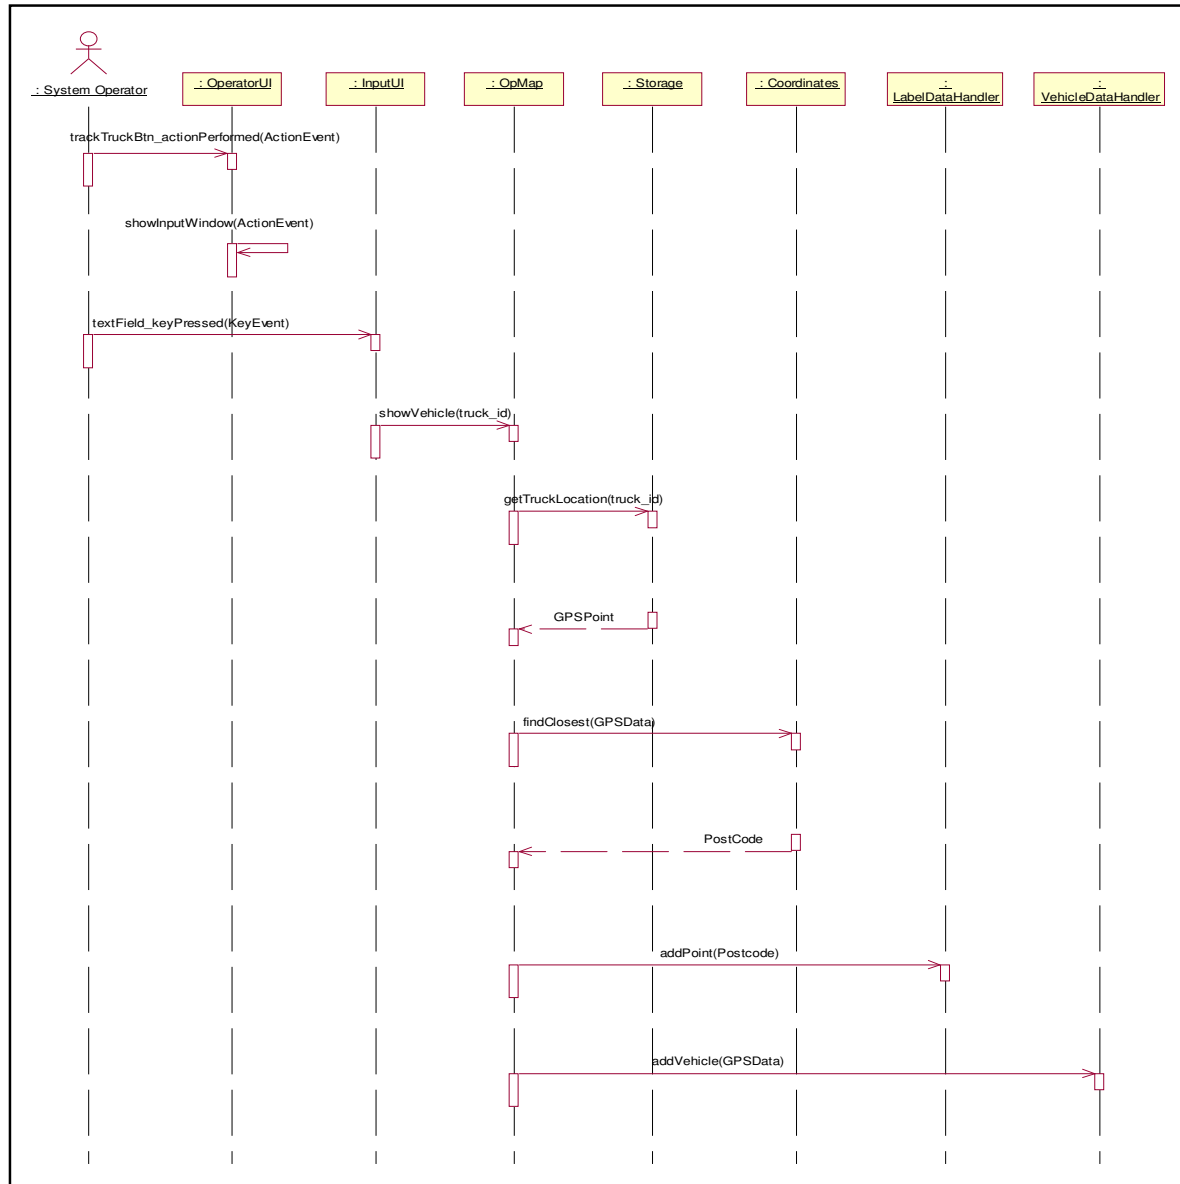 : System Operator
: OperatorUI
: InputUI
: OpMap
: Storage
: Coordinates
:
LabelDataHandler
:
VehicleDataHandler
trackTruckBtn_actionPerformed(ActionEvent)
showInputWindow(ActionEvent)
textField_keyPressed(KeyEvent)
showVehicle(truck_id)
getTruckLocation(truck_id)
GPSPoint
findClosest(GPSData)
PostCode
addPoint(Postcode)
addVehicle(GPSData)